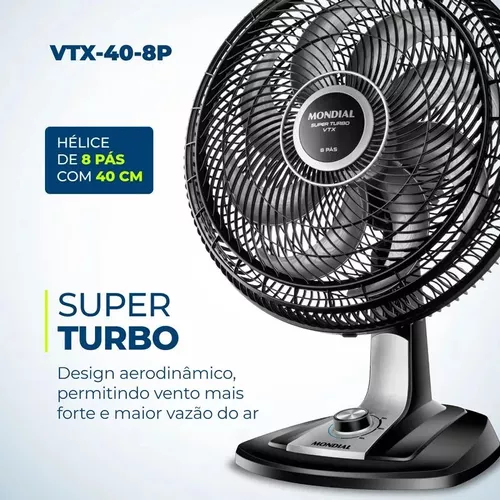 VTX-40-8P
HÉLICE
DE 8 PÁS
COM 40 CM
SUPER
TURBO
Design aerodinâmico,
permitindo vento mais
forte e maior vazão do ar
MONDIAL
SUPER TURBO
VTX
8 PÁS
MONDIAL